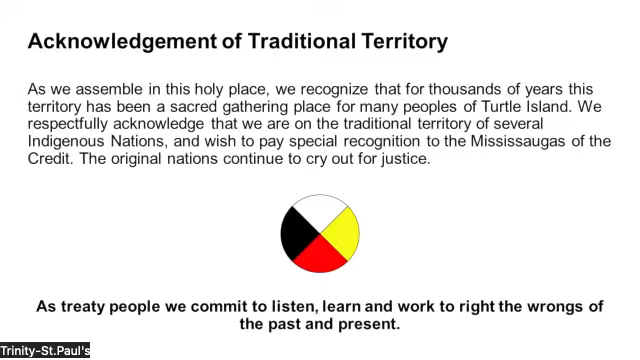 Acknowledgement of Traditional Territory
As we assemble in this holy place, we recognize that for thousands of years this
territory has been a sacred gathering place for many peoples of Turtle Island. We
respectfully acknowledge that we are on the traditional territory of several
Indigenous Nations, and wish to pay special recognition to the Mississaugas of the
Credit. The original nations continue to cry out for justice.
As treaty people we commit to listen, learn and work to right the wrongs of
the past and present.
Trinity-St.Paul's